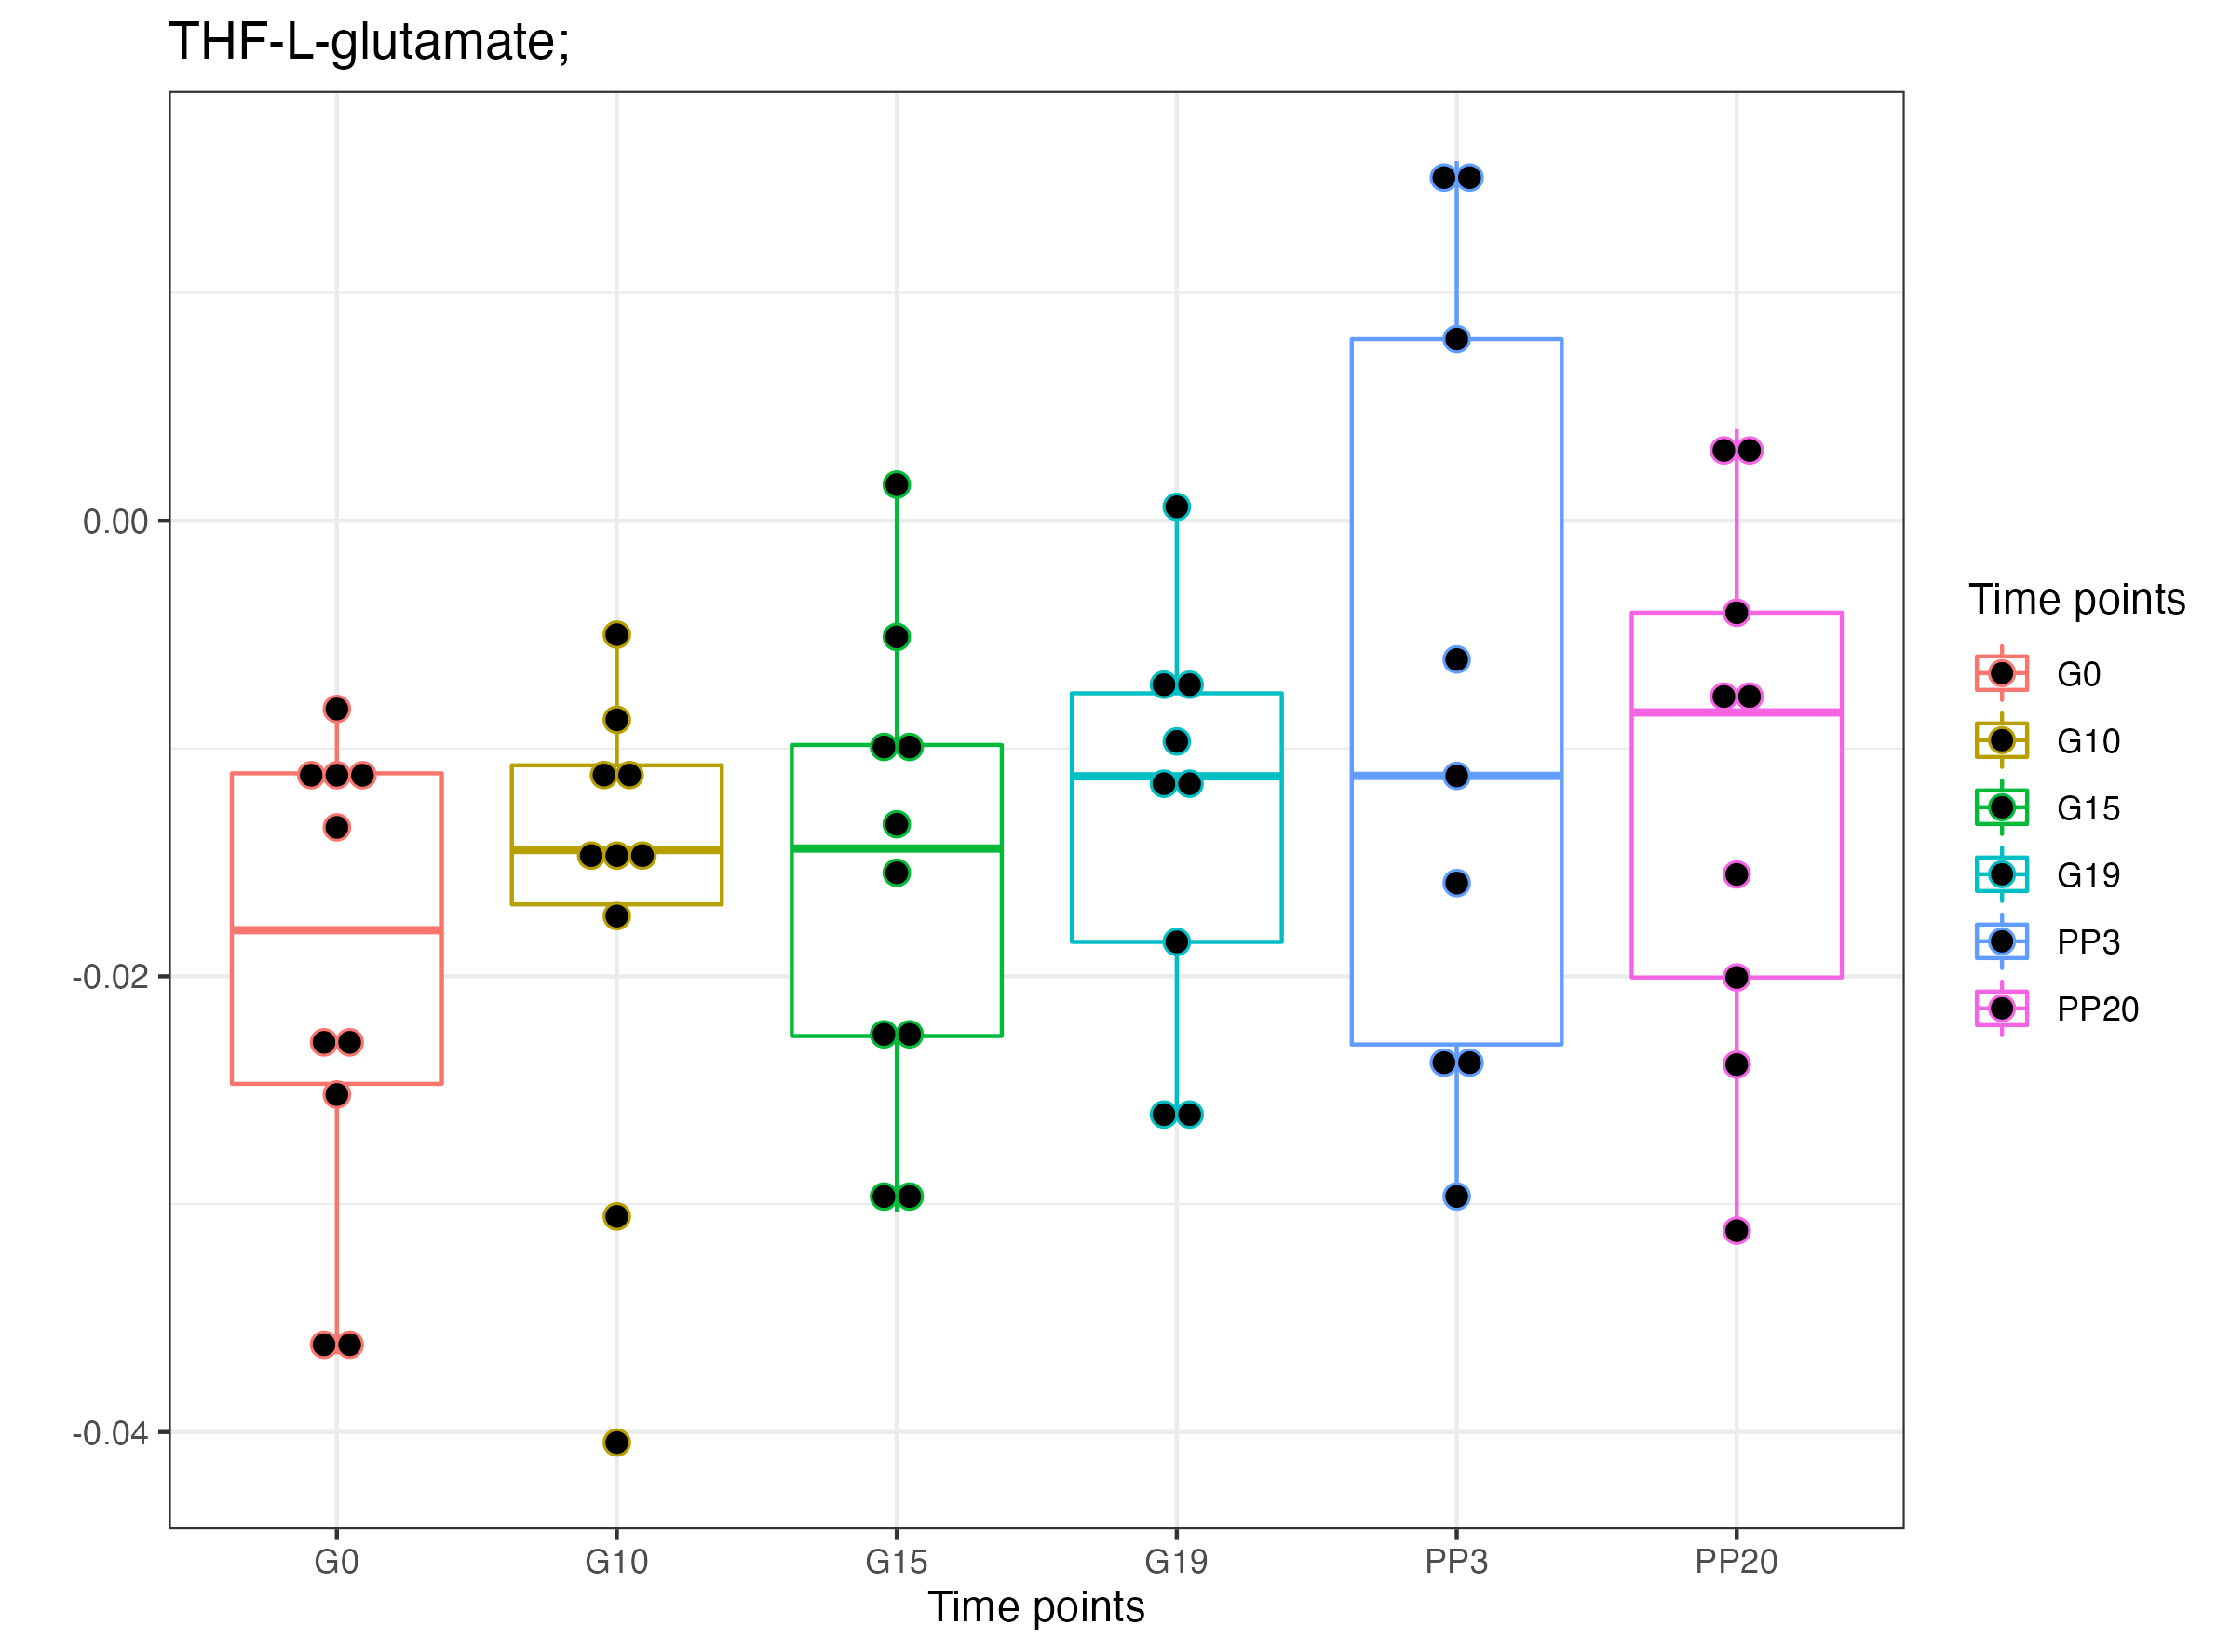 THF-L-glutamate;
0.00
-0.02
-0.04
G0 G10 G15 G19 PP3 PP20
Time points
Time points
G0
G10
G15
G19
PP3
PP20